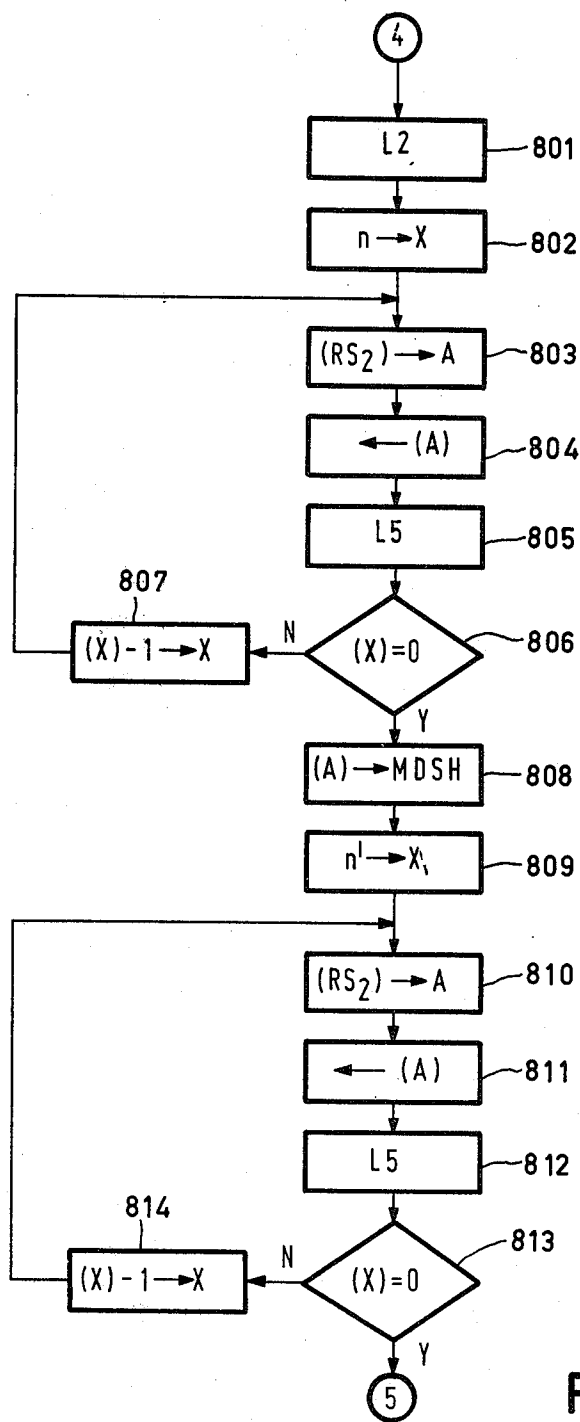 4
L2
801
n → X
802
(RS2) → A
803
← (A)
804
L5
805
807
(X)-1 → X
N
(X)=0
806
Y
(A) → MDSH
808
n' → X
809
(RS2) → A
810
← (A)
811
L5
812
814
(X)-1 → X
N
(X)=0
813
Y
5